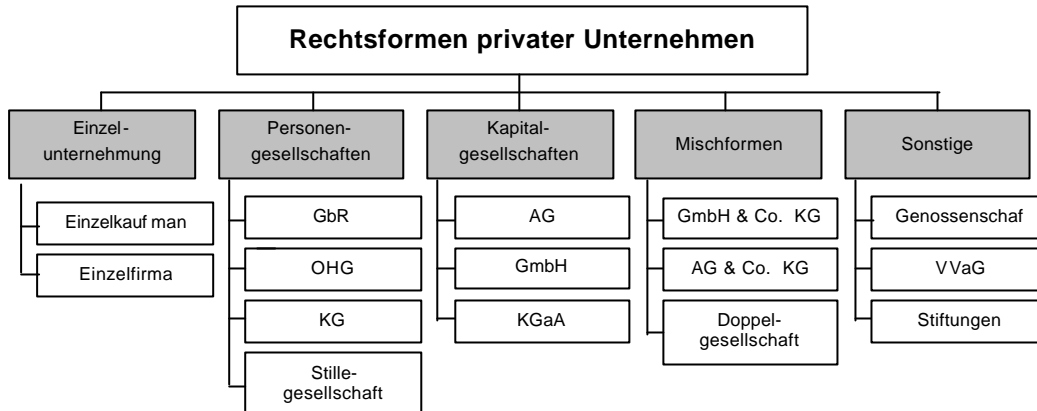 Rechtsformen privater Unternehmen
Einzel-
unternehmung
Personen-
gesellschaften
Kapital-
gesellschaften
Mischformen
Sonstige
Einzelkauf man
Einzelfirma
GbR
OHG
KG
Stille-
gesellschaft
AG
GmbH
KGaA
GmbH & Co. KG
AG & Co. KG
Doppel-
gesellschaft
Genossenschaf
VVaG
Stiftungen